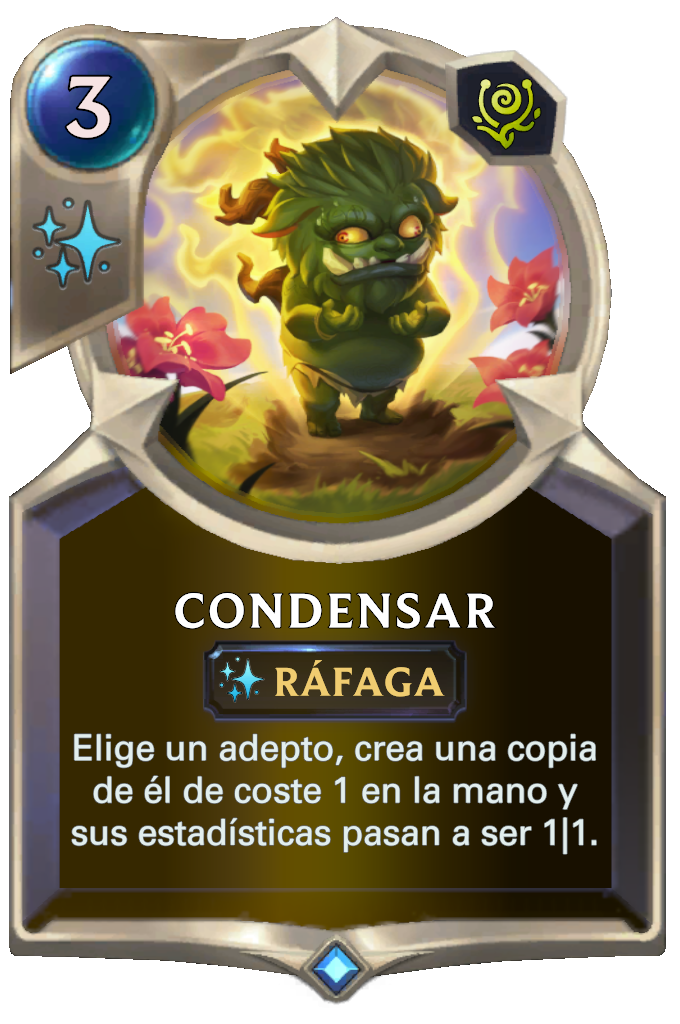 3
CONDENSAR
RÁFAGA
Elige un adepto, crea una copia
de él de coste 1 en la mano y
sus estadísticas pasan a ser 1|1.